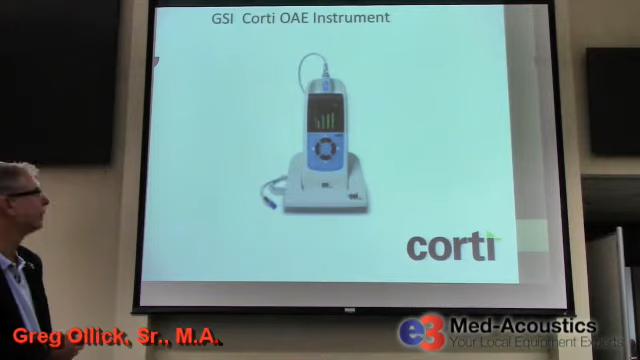 GSI Corti OAE Instrument
corti
Greg Ollick, Sr., M.A.
e3 Med-Acoustics
Your Local Equipment Experts